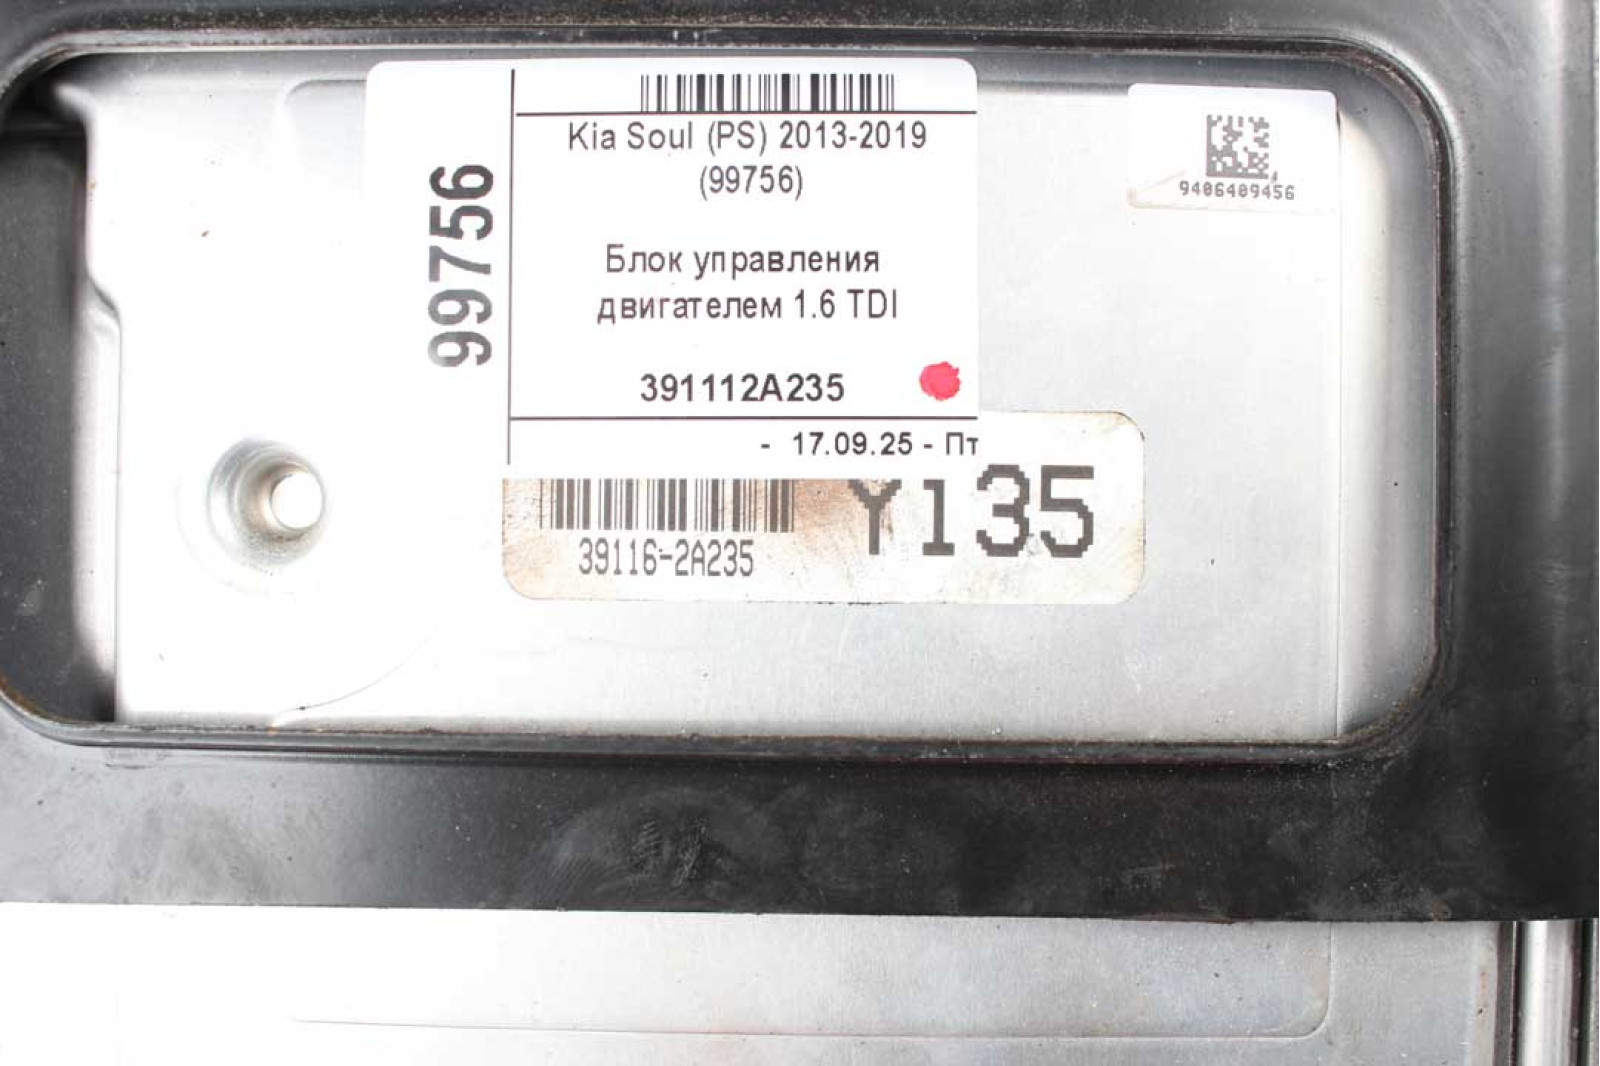 99756
Kia Soul (PS) 2013-2019
(99756)
Блок управления
двигателем 1.6 TDI
391112A235
- 17.09.25 - Пт
9406409456
39116-2A235
Y135